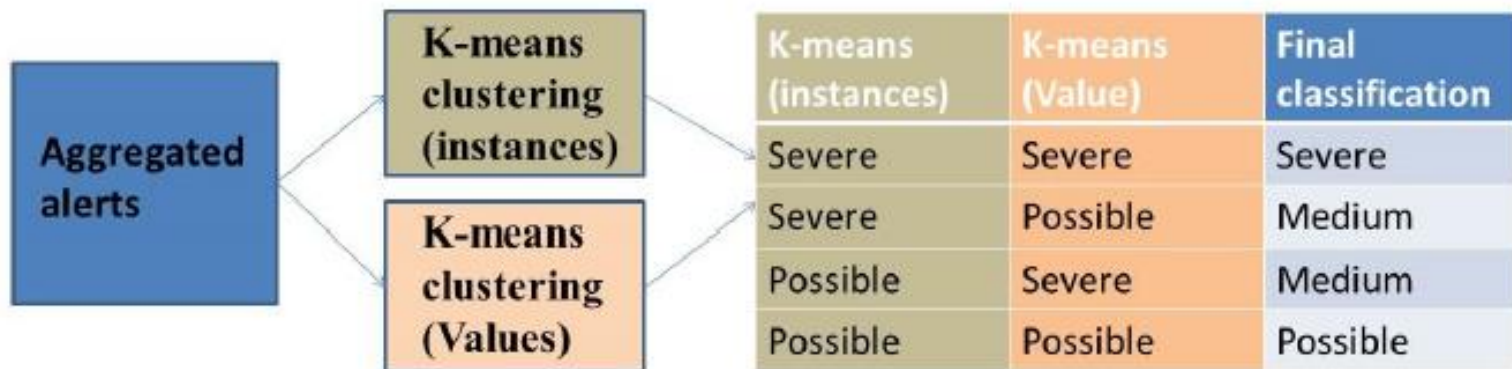 Aggregated
alerts
K-means
clustering
(instances)
K-means
clustering
(Values)
K-means
(instances)
K-means
(Value)
Final
classification
Severe Severe Severe
Severe Possible Medium
Possible Severe Medium
Possible Possible Possible